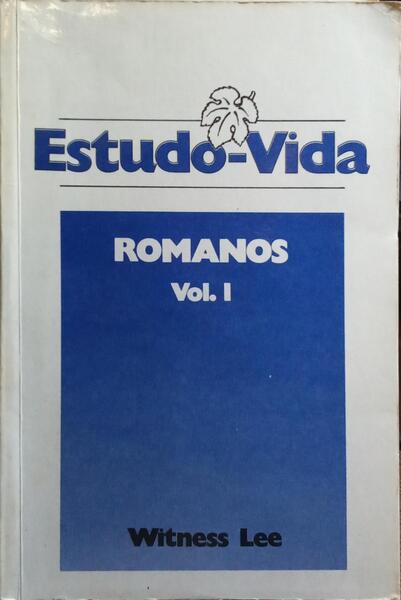 Estudo-Vida
ROMANOS
Vol. I
Witness Lee